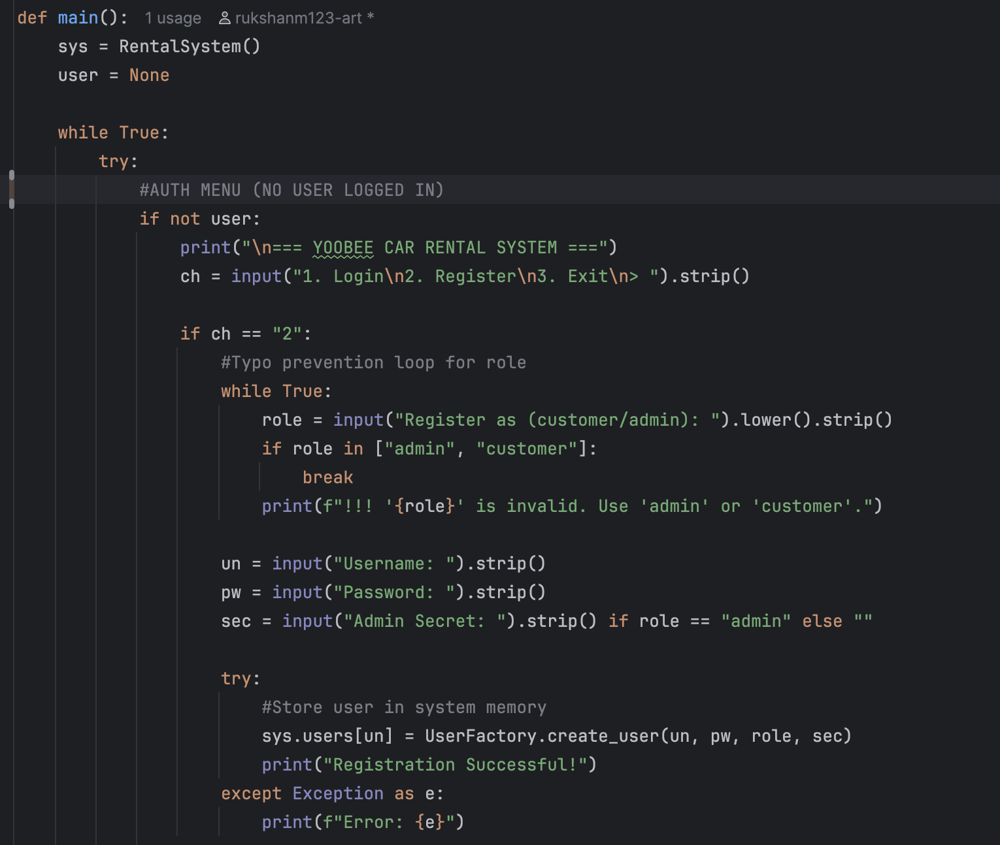 def main():  1 usage  rukshanm123-art *
    sys = RentalSystem()
    user = None

    while True:
        try:
            #AUTH MENU (NO USER LOGGED IN)
            if not user:
                print("\n=== YOOBEE CAR RENTAL SYSTEM ===")
                ch = input("1. Login\n2. Register\n3. Exit\n> ").strip()

                if ch == "2":
                    #Typo prevention loop for role
                    while True:
                        role = input("Register as (customer/admin): ").lower().strip()
                        if role in ["admin", "customer"]:
                            break
                        print(f"!!! '{role}' is invalid. Use 'admin' or 'customer'.")

                    un = input("Username: ").strip()
                    pw = input("Password: ").strip()
                    sec = input("Admin Secret: ").strip() if role == "admin" else ""

                    try:
                        #Store user in system memory
                        sys.users[un] = UserFactory.create_user(un, pw, role, sec)
                        print("Registration Successful!")
                    except Exception as e:
                        print(f"Error: {e}")